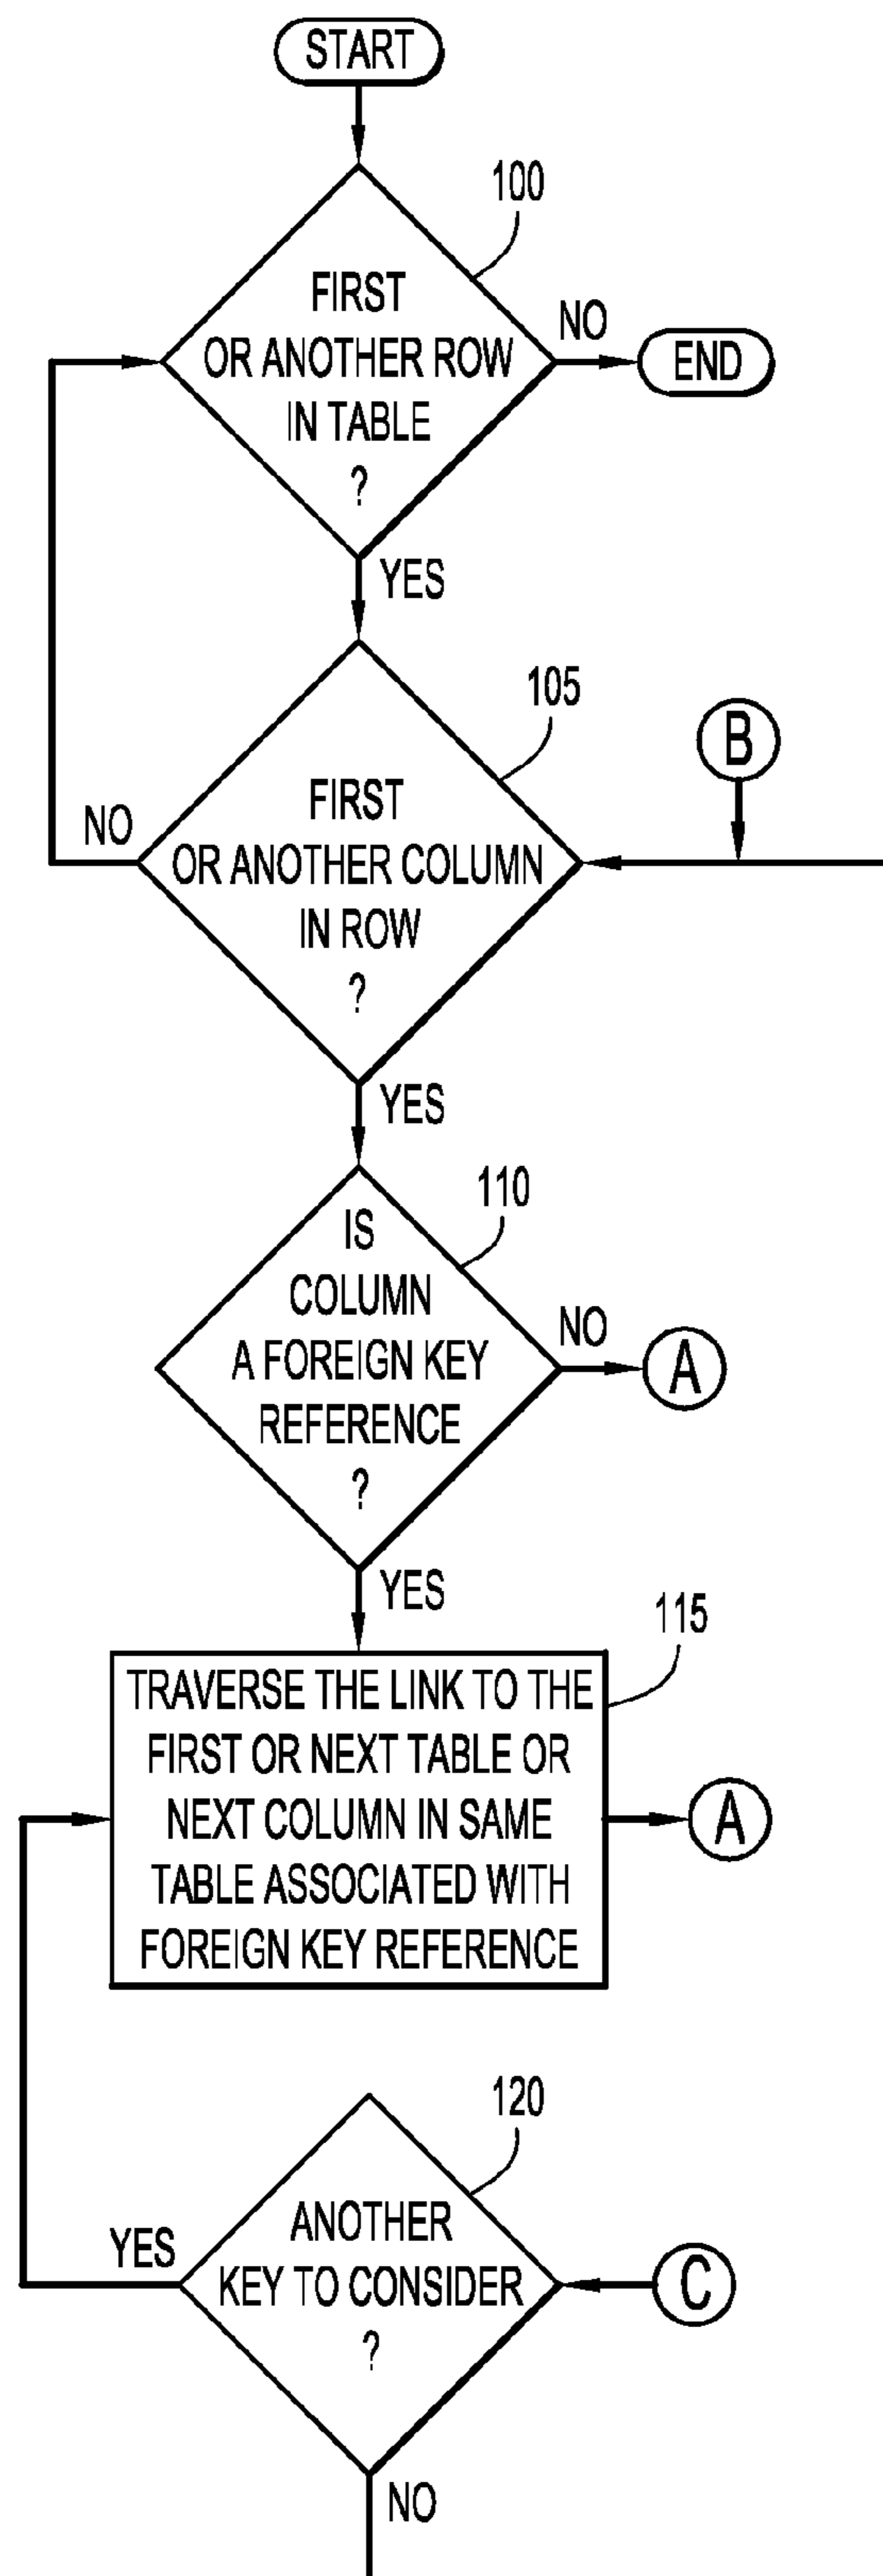 START
100
FIRST
OR ANOTHER ROW
IN TABLE
?
NO
END
YES
105
B
FIRST
OR ANOTHER COLUMN
IN ROW
?
NO
YES
110
IS
COLUMN
A FOREIGN KEY
REFERENCE
?
NO
A
YES
115
TRAVERSE THE LINK TO THE
FIRST OR NEXT TABLE OR
NEXT COLUMN IN SAME
TABLE ASSOCIATED WITH
FOREIGN KEY REFERENCE
A
120
YES
ANOTHER
KEY TO CONSIDER
?
C
NO